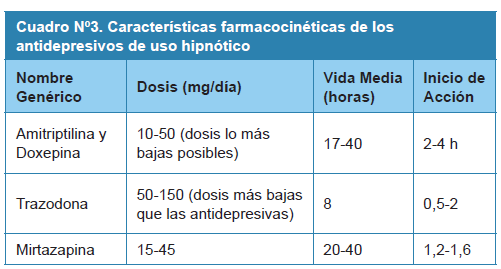 Cuadro Nº3. Características farmacocinéticas de los
antidepresivos de uso hipnótico
Nombre
Genérico
Dosis (mg/día)
Vida Media
(horas)
Inicio de
Acción
Amitriptilina y
Doxepina
10-50 (dosis lo más
bajas posibles)
17-40
2-4 h
Trazodona
50-150 (dosis más bajas
que las antidepresivas)
8
0,5-2
Mirtazapina
15-45
20-40
1,2-1,6